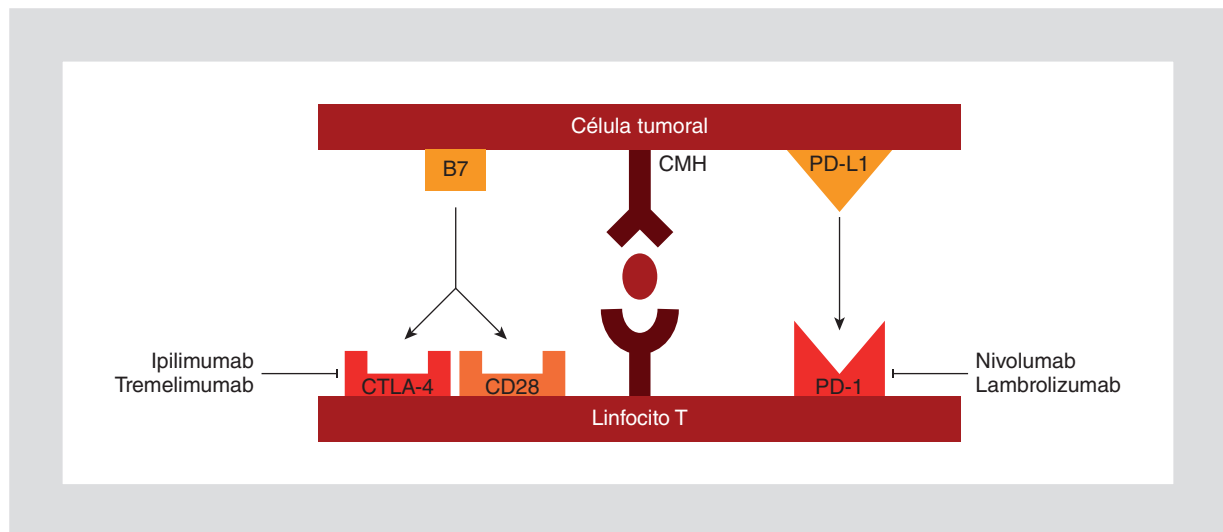 Célula tumoral
B7
CMH
PD-L1
Ipilimumab
Tremelimumab
CTLA-4
CD28
PD-1
Nivolumab
Lambrolizumab
Linfocito T